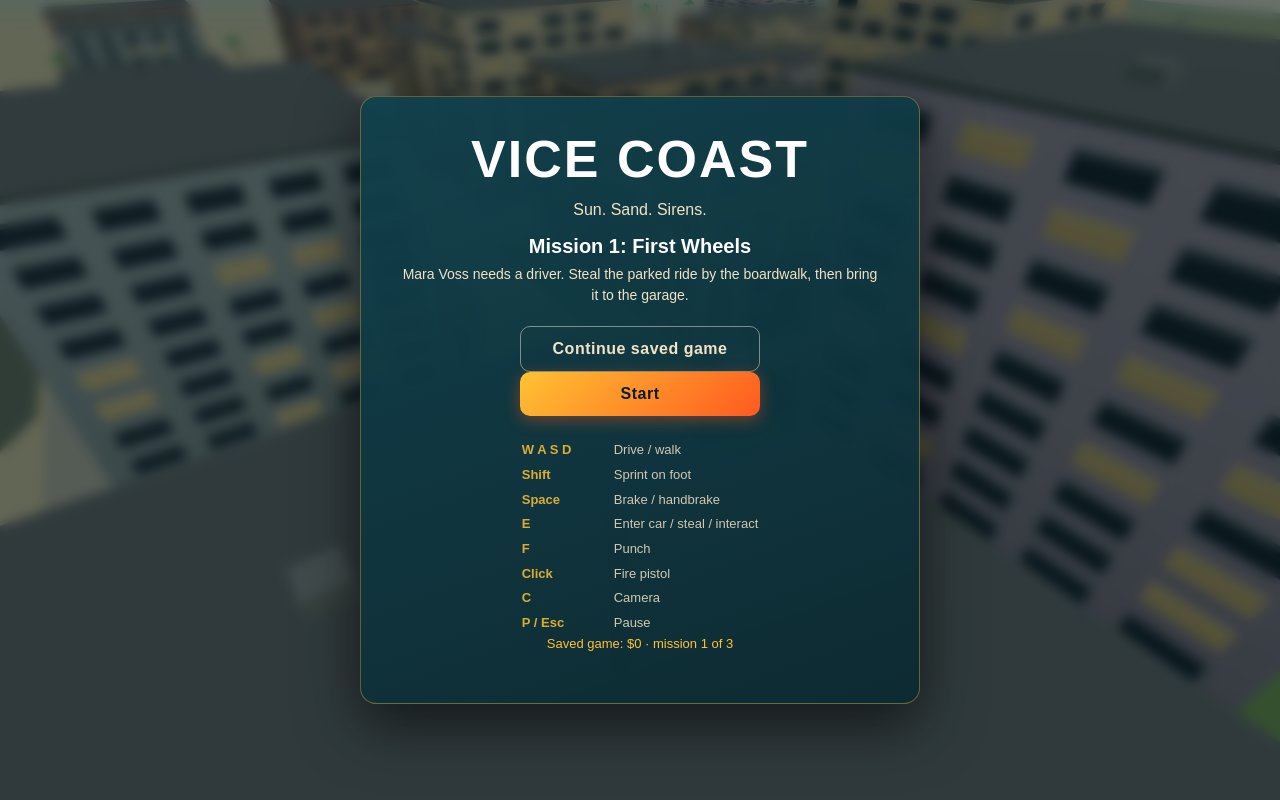 VICE COAST
Sun. Sand. Sirens.
Mission 1: First Wheels
Mara Voss needs a driver. Steal the parked ride by the boardwalk, then bring
it to the garage.
Continue saved game
Start
W A S D Drive / walk
Shift Sprint on foot
Space Brake / handbrake
E Enter car / steal / interact
F Punch
Click Fire pistol
C Camera
P / Esc Pause
Saved game: $0 · mission 1 of 3